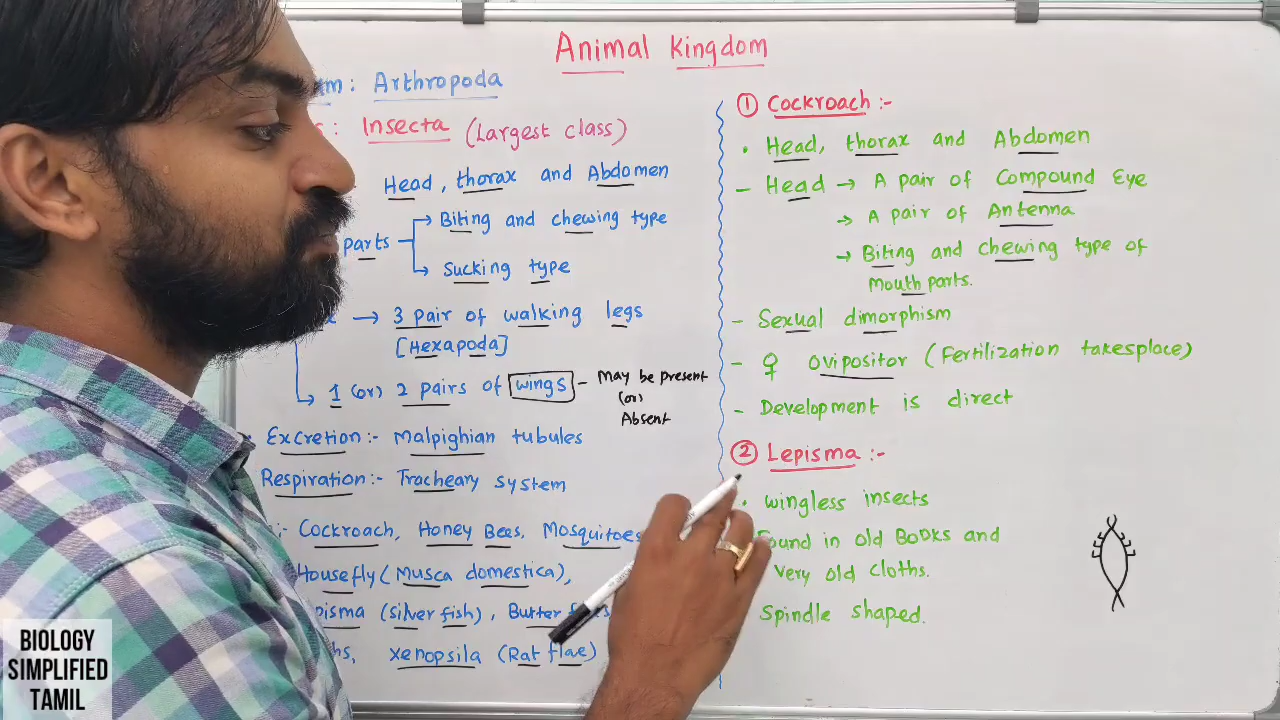 Animal Kingdom
Arthropoda
Insecta (Largest class)
Head, thorax and Abdomen
parts
Biting and chewing type
Sucking type
3 pair of walking legs
[Hexapoda]
1 (or) 2 pairs of wings - May be present
(or)
Absent
Excretion:- Malpighian tubules
Respiration:- Tracheary system
Cockroach, Honey Bees, Mosquitoes
Housefly (Musca domestica),
(silver fish), Butter
xenopsila (Rat flae)
① Cockroach :-
• Head, thorax and Abdomen
- Head → A pair of Compound Eye
→ A pair of Antenna
→ Biting and chewing type of
Mouth parts.
- Sexual dimorphism
- ♀ Ovipositor (Fertilization takesplace)
- Development is direct
② Lepisma :-
• wingless insects
Found in old Books and
very old cloths.
Spindle shaped.
BIOLOGY
SIMPLIFIED
TAMIL